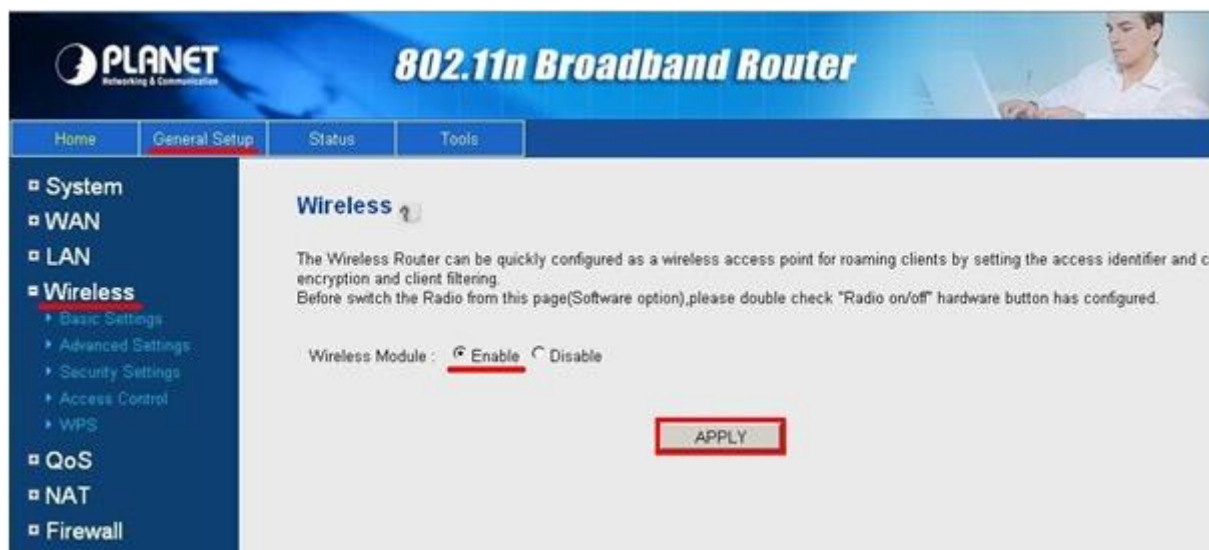 PLANET
Networking & Communication
802.11n Broadband Router
Home General Setup Status Tools
System
WAN
LAN
Wireless
Basic Settings
Advanced Settings
Security Settings
Access Control
WPS
QoS
NAT
Firewall
Wireless
The Wireless Router can be quickly configured as a wireless access point for roaming clients by setting the access identifier and c
encryption and client filtering.
Before switch the Radio from this page(Software option),please double check "Radio on/off" hardware button has configured.
Wireless Module : Enable Disable
APPLY